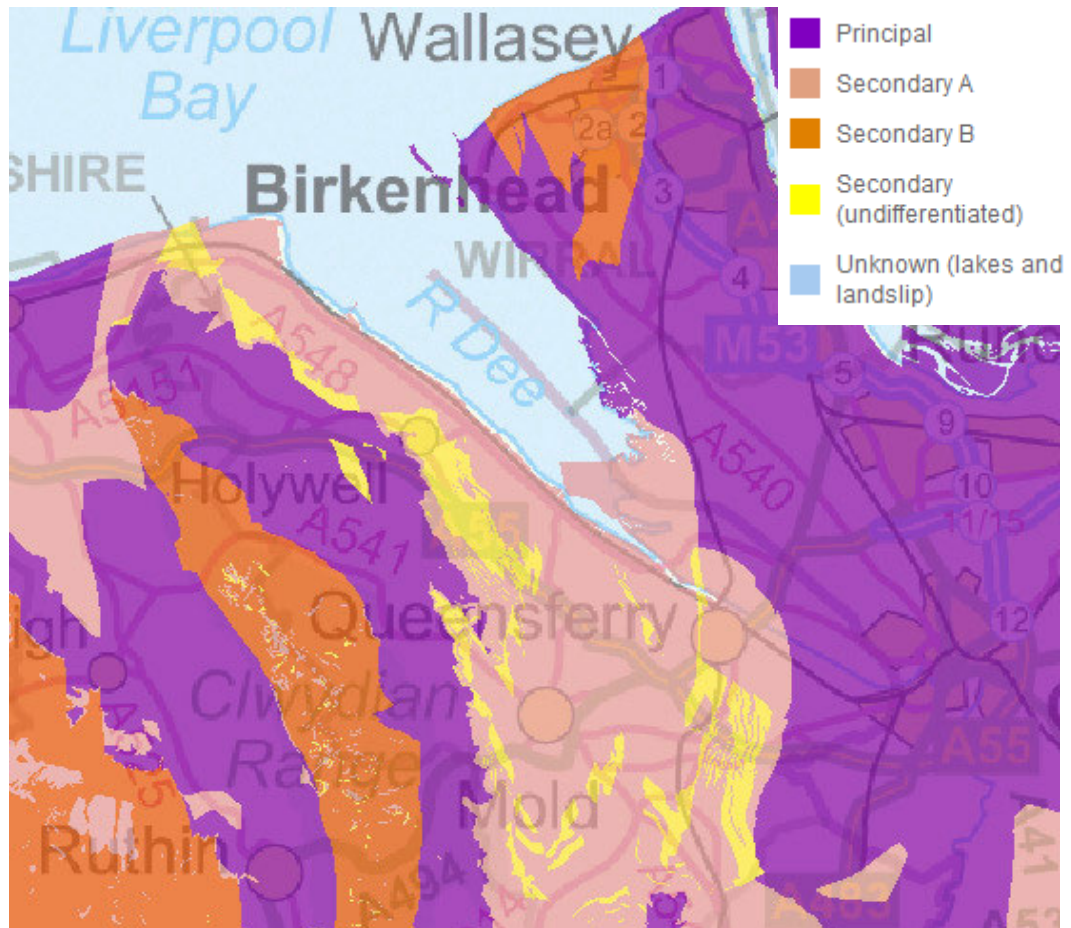 Liverpool
Bay
Wallasey
Principal
Secondary A
Secondary B
Secondary
(undifferentiated)
Unknown (lakes and
landslip)
1
2a
2
3
4
5
9
10
11/15
12
SHIRE
Birkenhead
WIRRAL
R Dee
M53
A548
A5151
A540
Holywell
A541
A55
Queensferry
Clwydian
Range
Mold
Ruthin
A494
A483
A55
A41